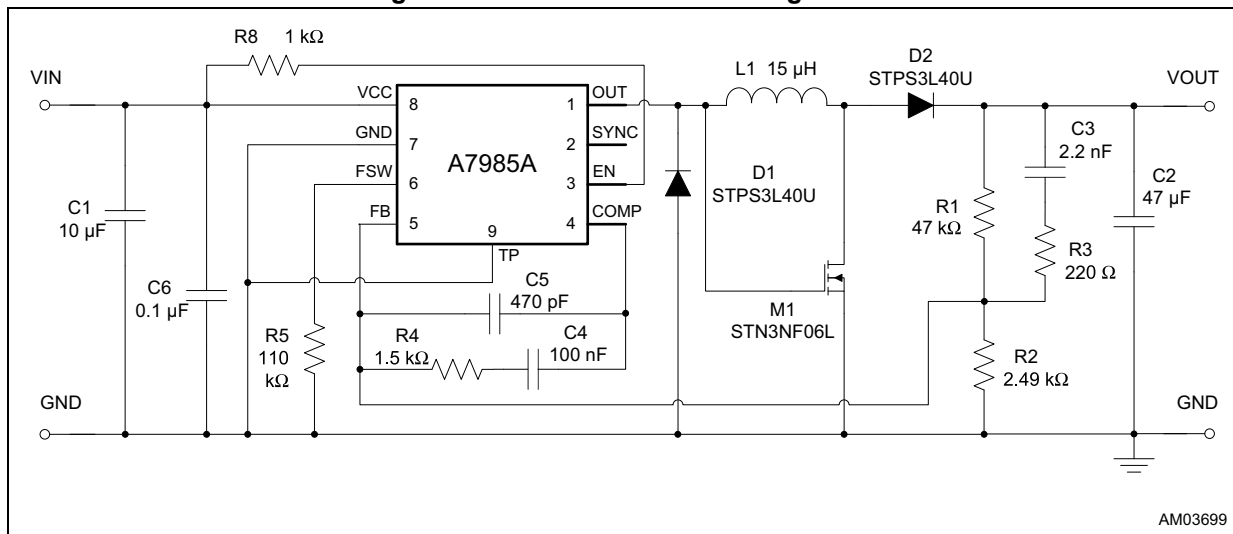 R8 1 kΩ
VIN
VCC
8
GND
7
FSW
6
FB
5
A7985A
9
TP
1
OUT
2
SYNC
3
EN
4
COMP
L1 15 µH
D2
STPS3L40U
VOUT
D1
STPS3L40U
C3
2.2 nF
C2
47 µF
R1
47 kΩ
R3
220 Ω
C1
10 µF
C6
0.1 µF
R5
110
kΩ
C5
470 pF
R4
1.5 kΩ
C4
100 nF
M1
STN3NF06L
R2
2.49 kΩ
GND
GND
AM03699